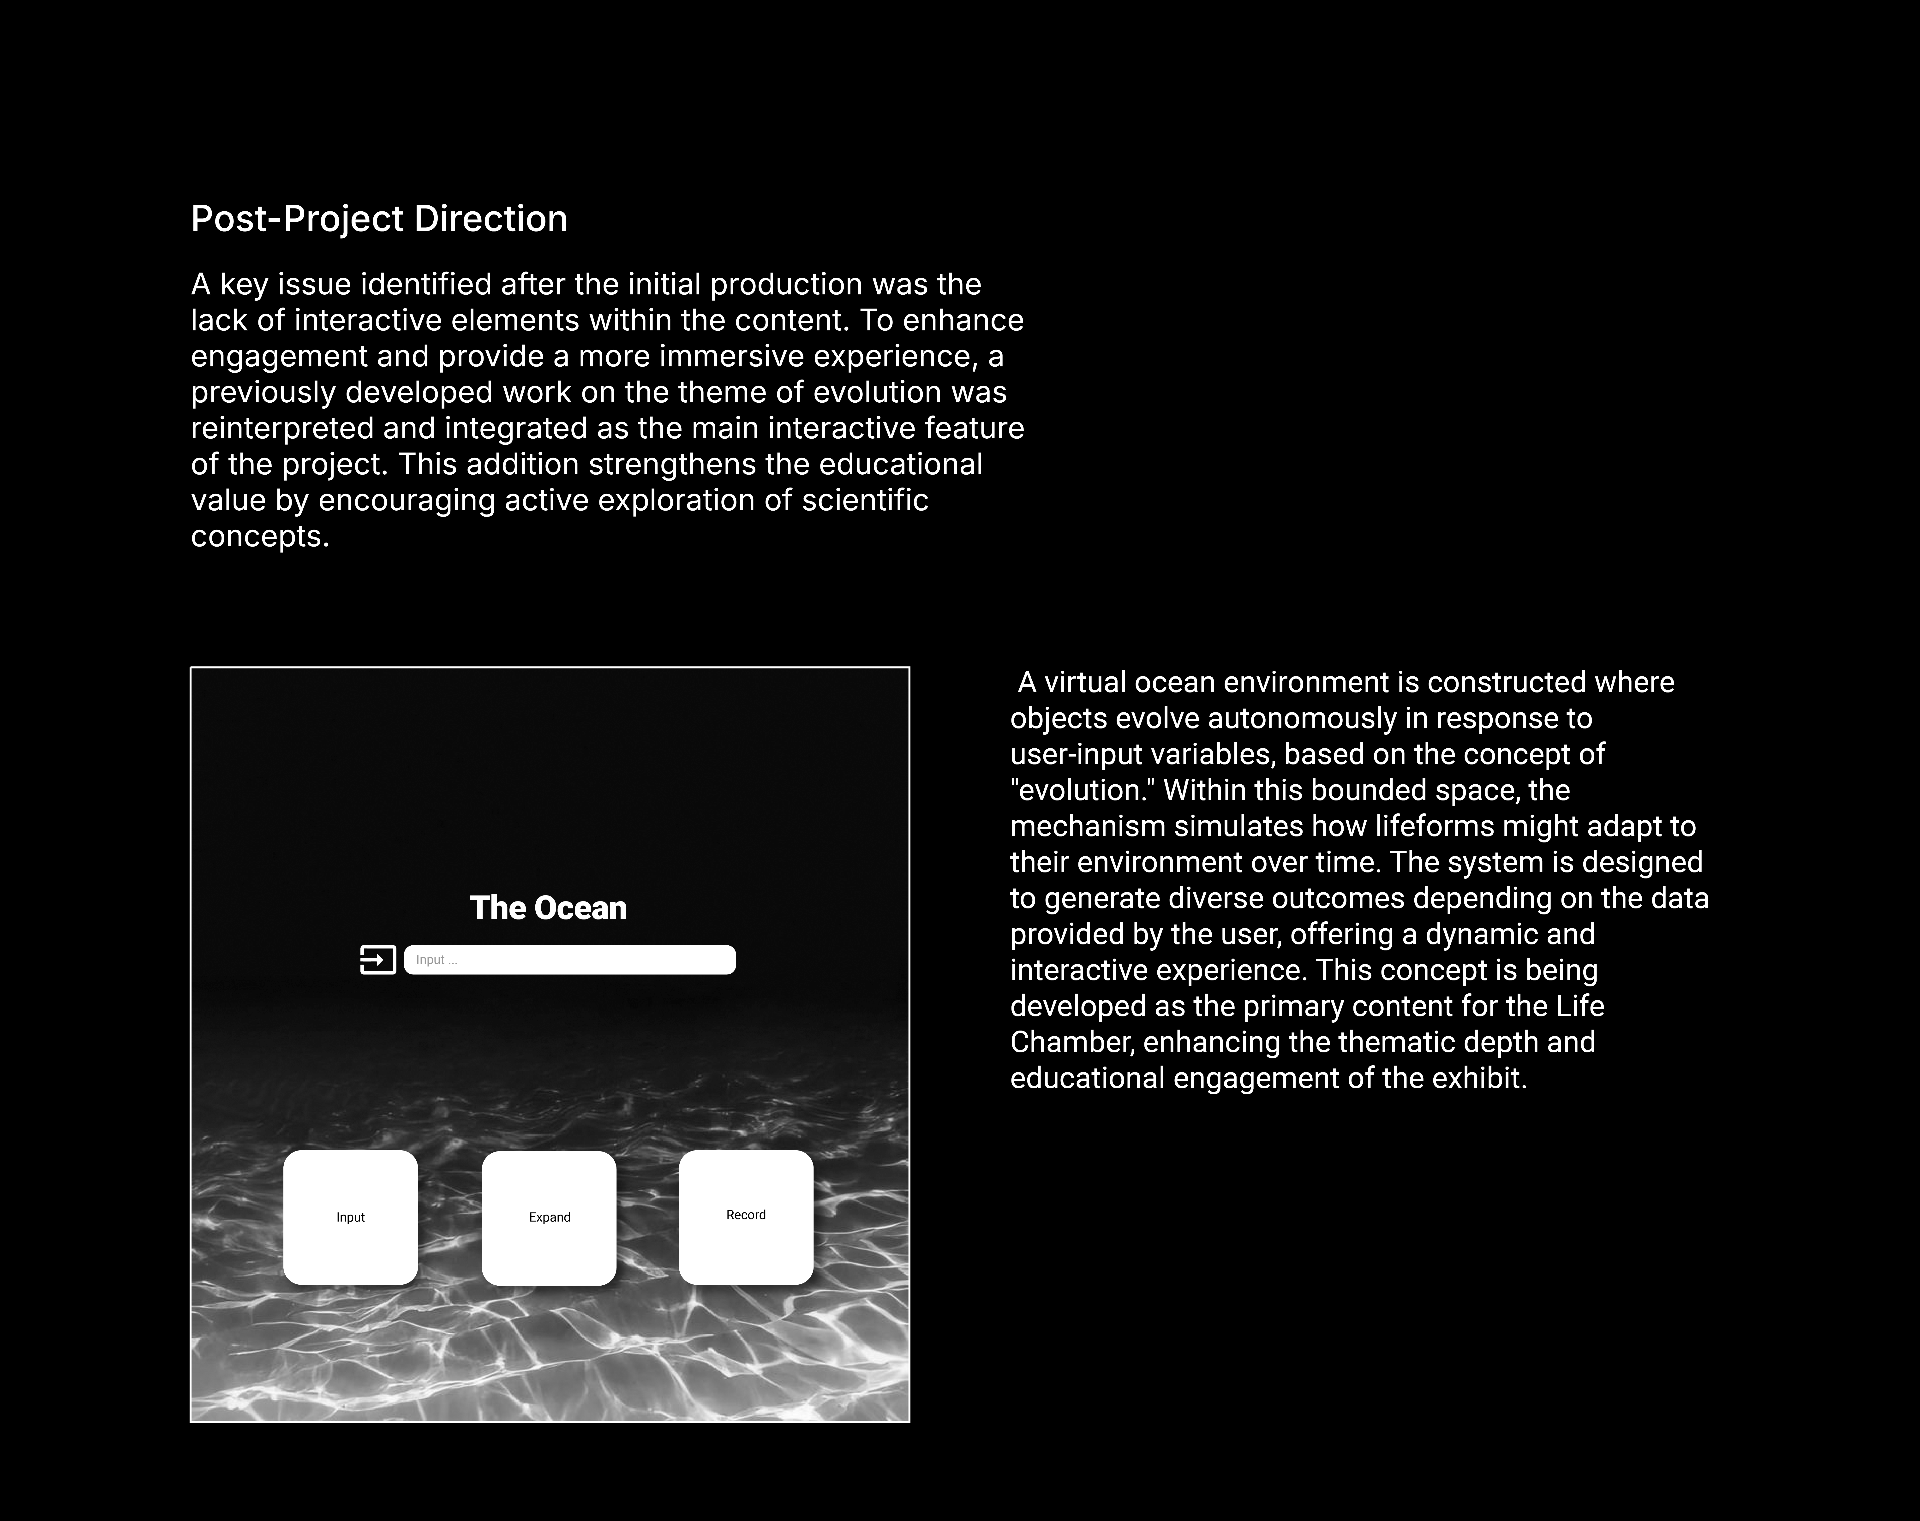 Post-Project Direction
A key issue identified after the initial production was the
lack of interactive elements within the content. To enhance
engagement and provide a more immersive experience, a
previously developed work on the theme of evolution was
reinterpreted and integrated as the main interactive feature
of the project. This addition strengthens the educational
value by encouraging active exploration of scientific
concepts.
The Ocean
Input ...
Input
Expand
Record
A virtual ocean environment is constructed where
objects evolve autonomously in response to
user-input variables, based on the concept of
"evolution." Within this bounded space, the
mechanism simulates how lifeforms might adapt to
their environment over time. The system is designed
to generate diverse outcomes depending on the data
provided by the user, offering a dynamic and
interactive experience. This concept is being
developed as the primary content for the Life
Chamber, enhancing the thematic depth and
educational engagement of the exhibit.